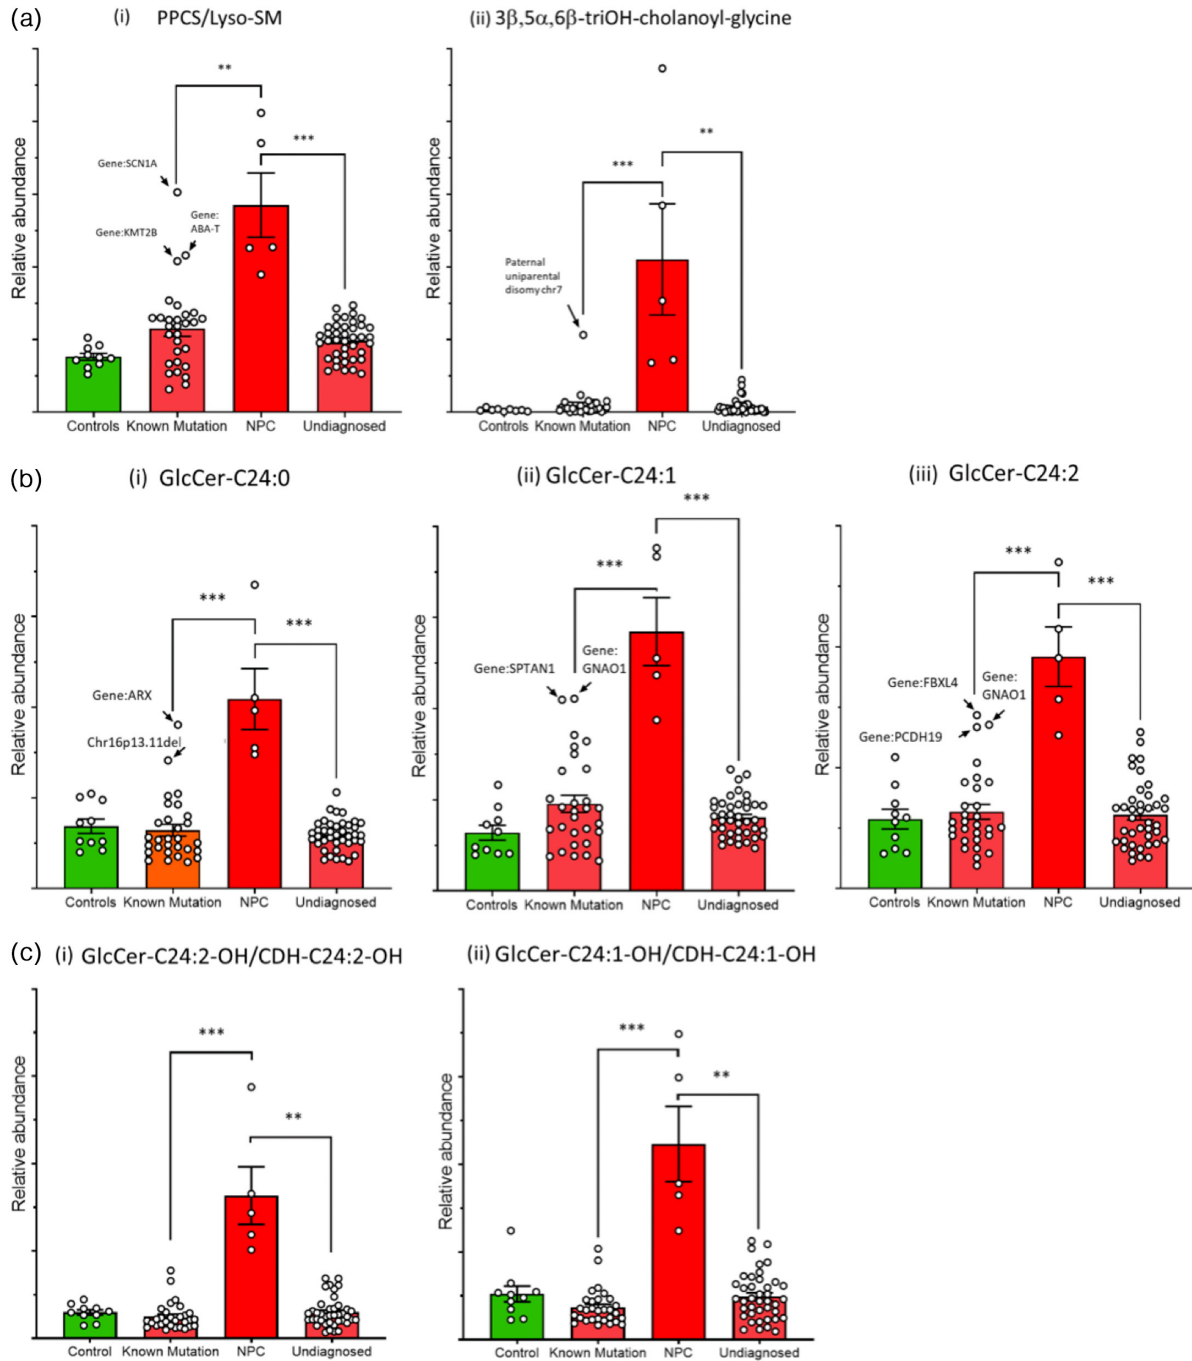 (a)
(i) PPCS/Lyso-SM
(ii) 3β,5α,6β-triOH-cholanoyl-glycine
Relative abundance
**
***
Gene:SCN1A
Gene:KMT2B
Gene:
ABA-T
Controls Known Mutation NPC Undiagnosed
Relative abundance
***
**
Paternal
uniparental
disomy chr7
Controls Known Mutation NPC Undiagnosed
(b)
(i) GlcCer-C24:0
(ii) GlcCer-C24:1
(iii) GlcCer-C24:2
Relative abundance
***
***
Gene:ARX
Chr16p13.11del
Controls Known Mutation NPC Undiagnosed
Relative abundance
***
***
Gene:SPTAN1
Gene:
GNAO1
Controls Known Mutation NPC Undiagnosed
Relative abundance
***
***
Gene:FBXL4
Gene:
GNAO1
Gene:PCDH19
Controls Known Mutation NPC Undiagnosed
(c)
(i) GlcCer-C24:2-OH/CDH-C24:2-OH
(ii) GlcCer-C24:1-OH/CDH-C24:1-OH
Relative abundance
***
**
Control Known Mutation NPC Undiagnosed
Relative abundance
***
**
Control Known Mutation NPC Undiagnosed